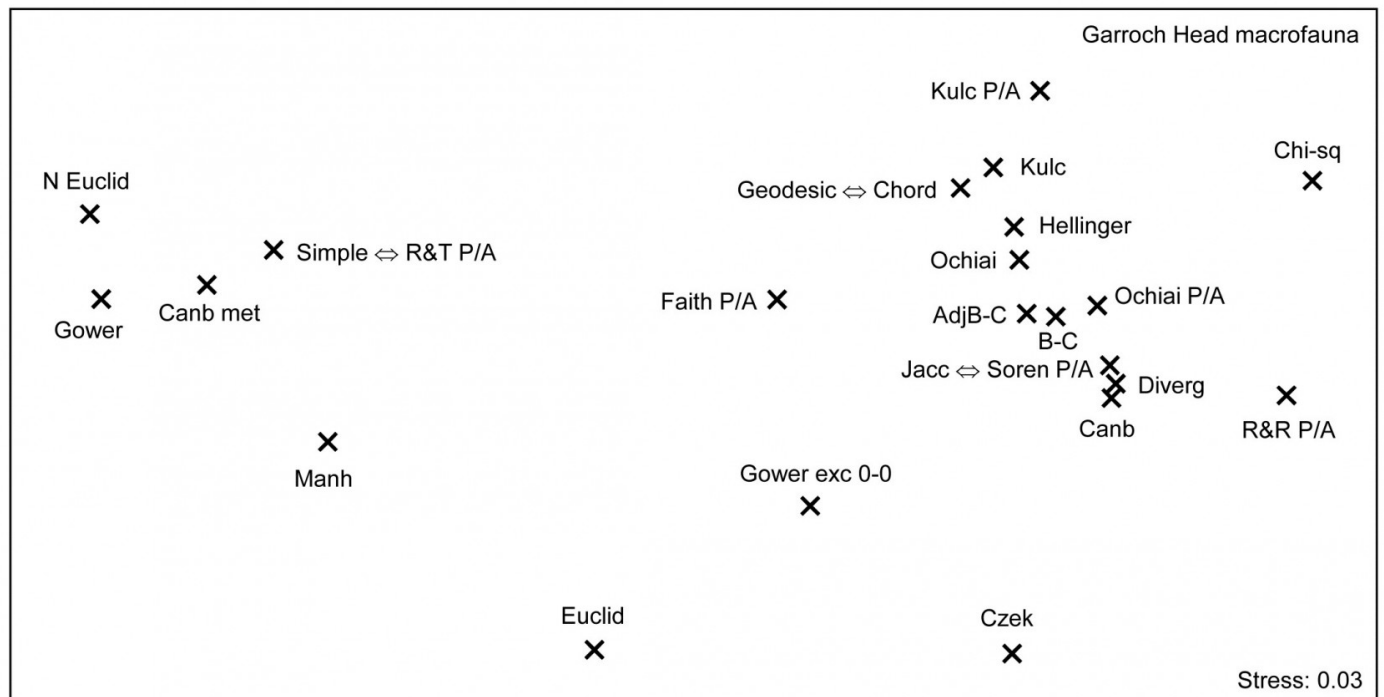 Garroch Head macrofauna
Kulc P/A
Chi-sq
Kulc
N Euclid
Geodesic ⇔ Chord
Hellinger
Simple ⇔ R&T P/A
Ochiai
Ochiai P/A
Faith P/A
Canb met
AdjB-C
Gower
B-C
Jacc ⇔ Soren P/A
Diverg
Canb
R&R P/A
Gower exc 0-0
Manh
Euclid
Czek
Stress: 0.03